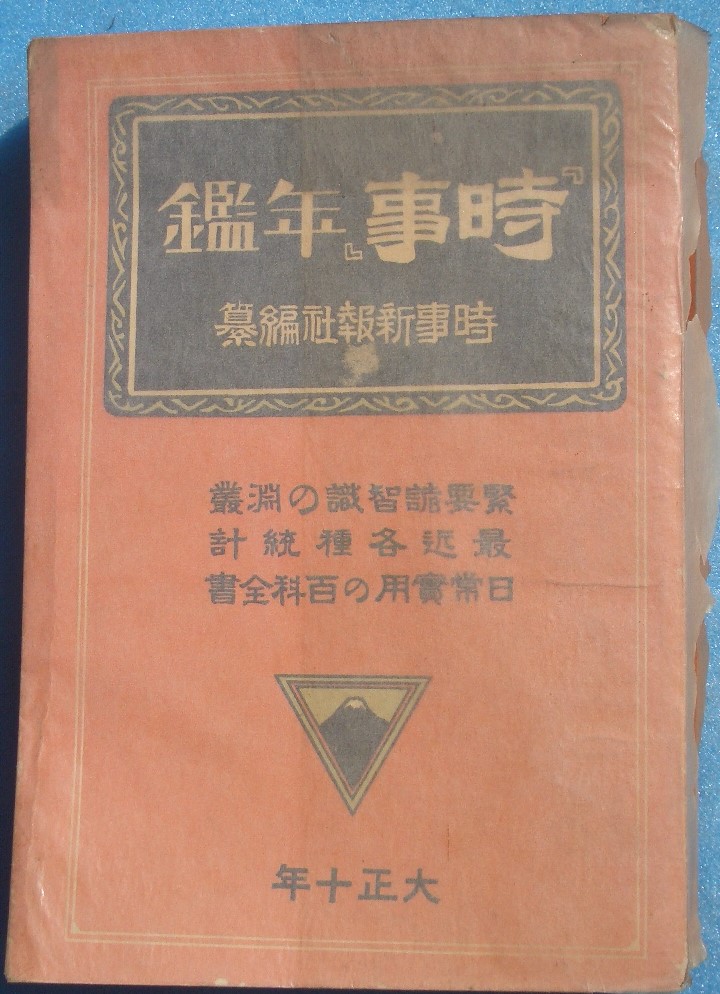 『時事』年鑑
時事新報社編纂
緊要諸智識の淵叢
最近各種統計
日常實用の百科全書
大正十年